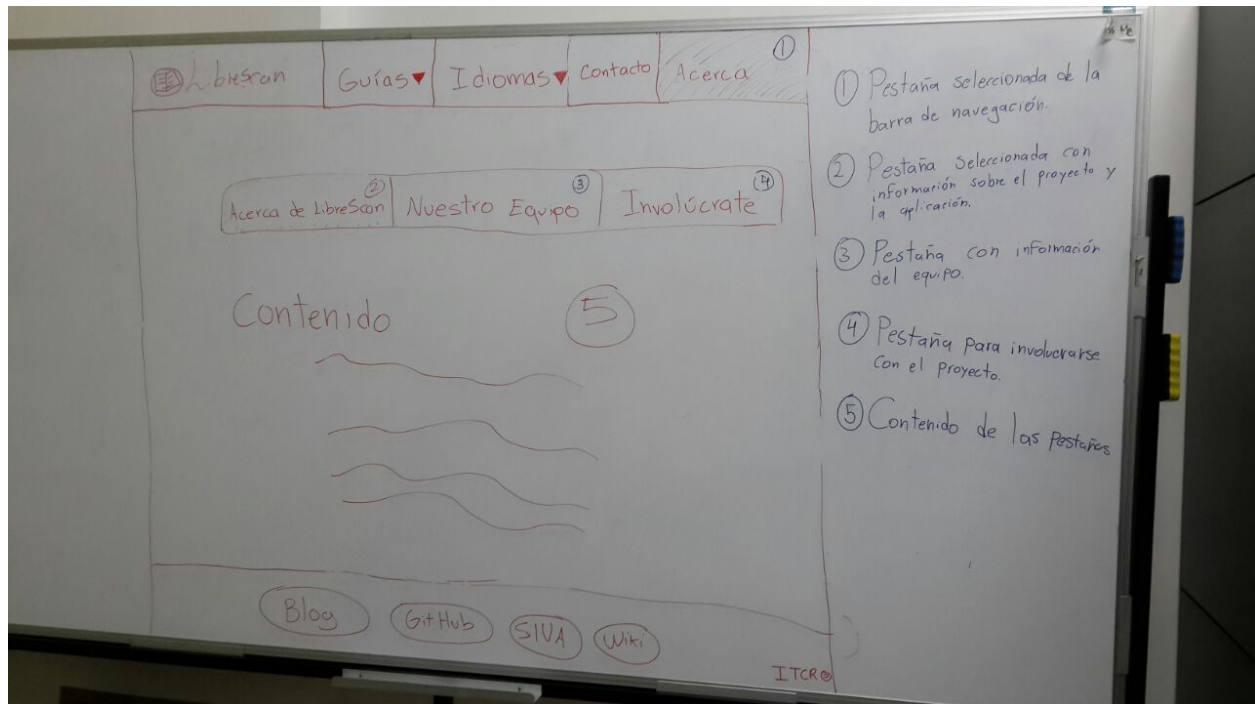 LibreScan Guías▼ Idiomas▼ Contacto Acerca ①
Acerca de LibreScan ② Nuestro Equipo ③ Involúcrate ④
Contenido ⑤
Blog GitHub SIVA Wiki
ITCR
① Pestaña seleccionada de la
barra de navegación.
② Pestaña seleccionada con
información sobre el proyecto y
la aplicación.
③ Pestaña con información
del equipo.
④ Pestaña para involucrarse
con el proyecto.
⑤ Contenido de las pestañas